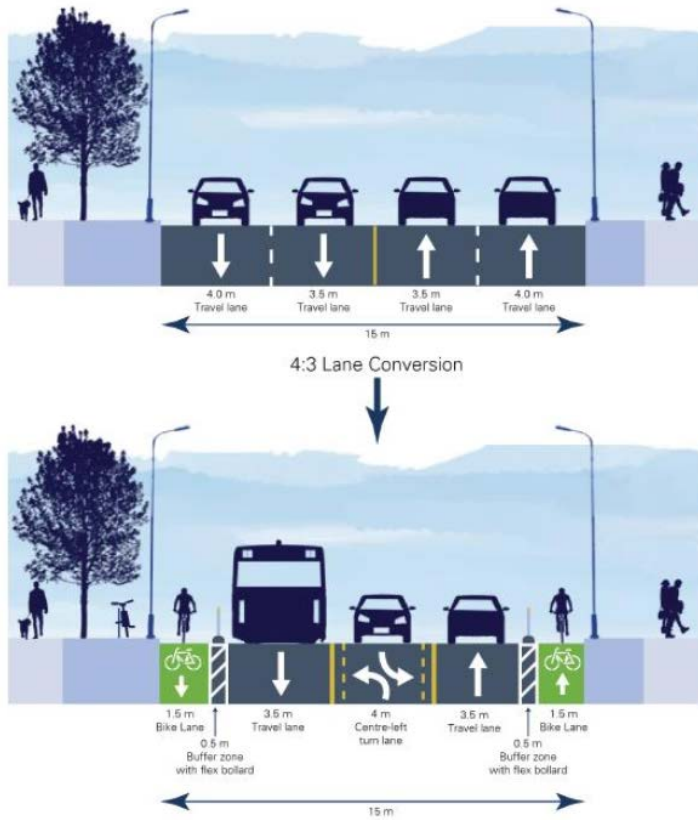 4.0 m
Travel lane
3.5 m
Travel lane
3.5 m
Travel lane
4.0 m
Travel lane
15 m
4:3 Lane Conversion
1.5 m
Bike Lane
0.5 m
Buffer zone
with flex bollard
3.5 m
Travel lane
4 m
Centre-left
turn lane
3.5 m
Travel lane
0.5 m
Buffer zone
with flex bollard
1.5 m
Bike Lane
15 m